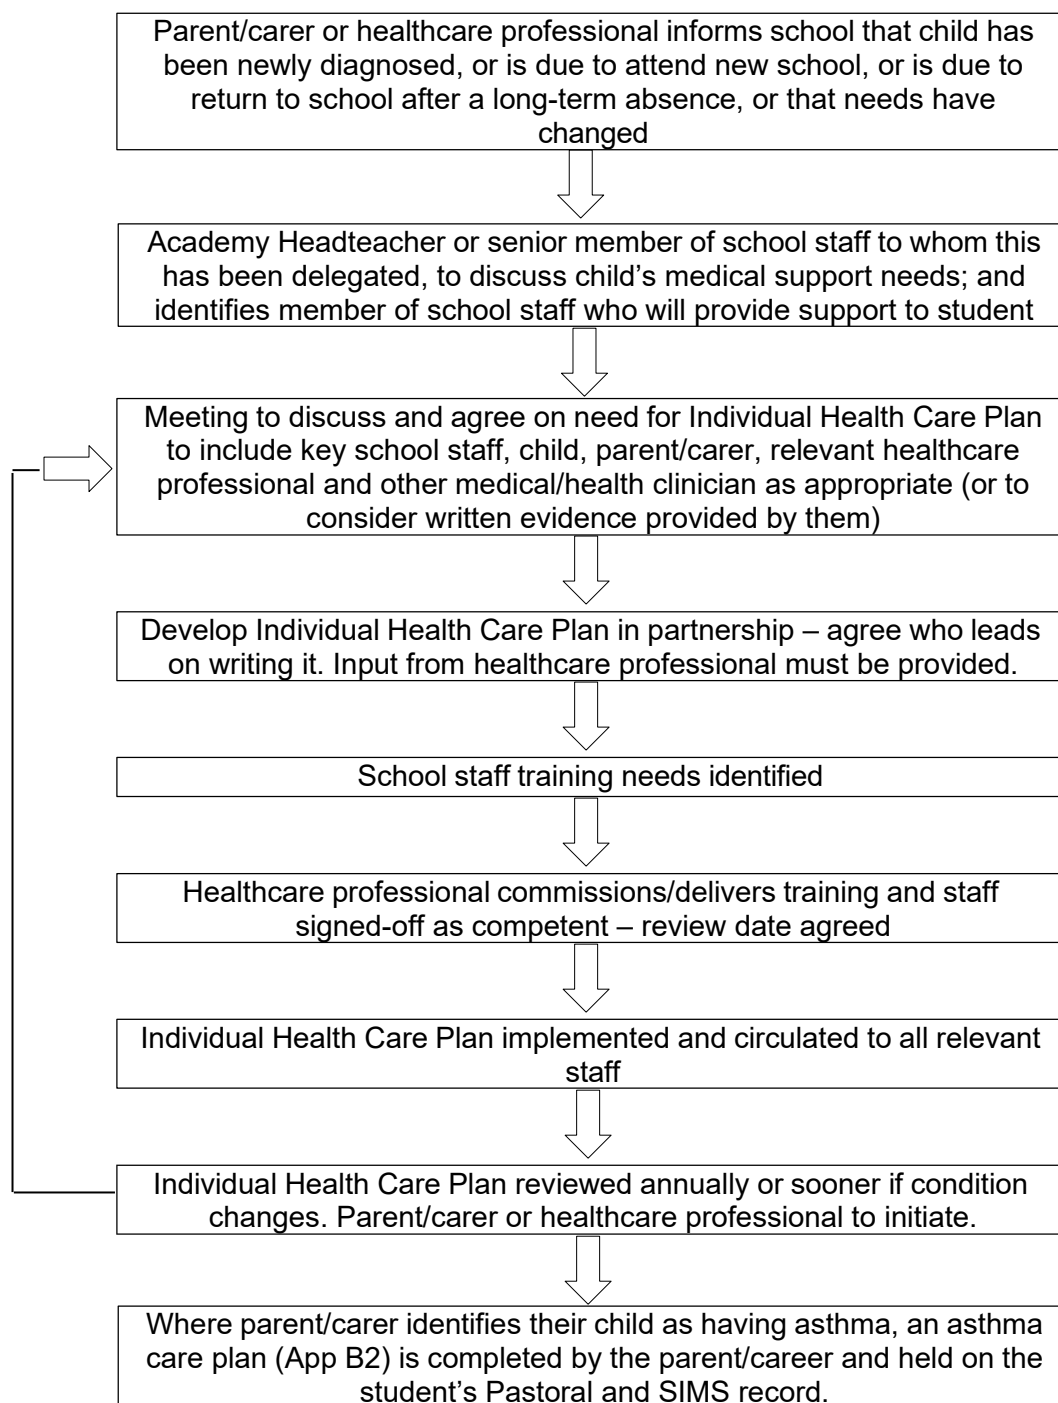 Parent/carer or healthcare professional informs school that child has
been newly diagnosed, or is due to attend new school, or is due to
return to school after a long-term absence, or that needs have
changed
Academy Headteacher or senior member of school staff to whom this
has been delegated, to discuss child’s medical support needs; and
identifies member of school staff who will provide support to student
Meeting to discuss and agree on need for Individual Health Care Plan
to include key school staff, child, parent/carer, relevant healthcare
professional and other medical/health clinician as appropriate (or to
consider written evidence provided by them)
Develop Individual Health Care Plan in partnership – agree who leads
on writing it. Input from healthcare professional must be provided.
School staff training needs identified
Healthcare professional commissions/delivers training and staff
signed-off as competent – review date agreed
Individual Health Care Plan implemented and circulated to all relevant
staff
Individual Health Care Plan reviewed annually or sooner if condition
changes. Parent/carer or healthcare professional to initiate.
Where parent/carer identifies their child as having asthma, an asthma
care plan (App B2) is completed by the parent/career and held on the
student’s Pastoral and SIMS record.